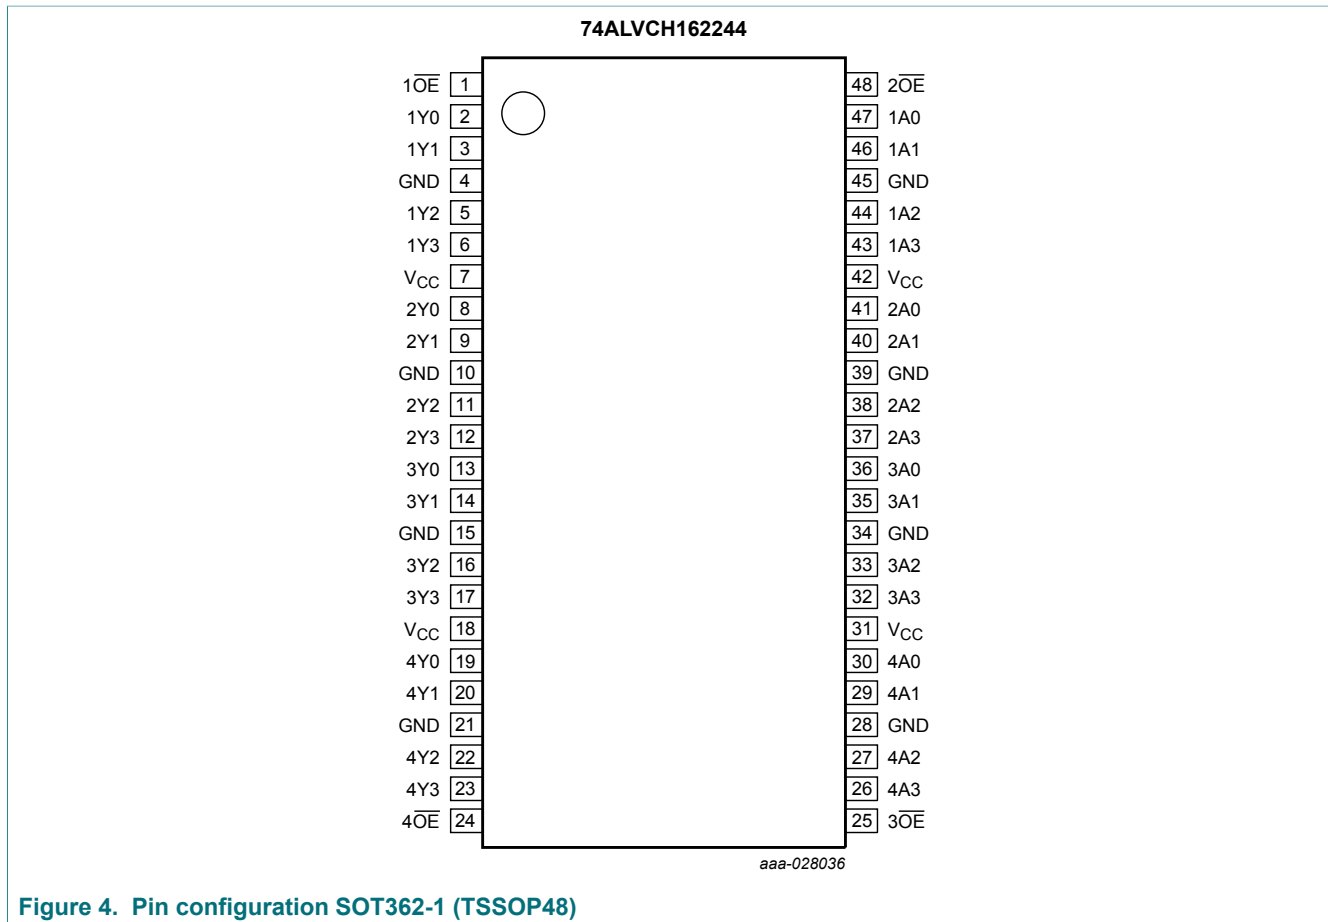 74ALVCH162244
1O̅E̅ 1 48 2O̅E̅
1Y0 2 47 1A0
1Y1 3 46 1A1
GND 4 45 GND
1Y2 5 44 1A2
1Y3 6 43 1A3
VCC 7 42 VCC
2Y0 8 41 2A0
2Y1 9 40 2A1
GND 10 39 GND
2Y2 11 38 2A2
2Y3 12 37 2A3
3Y0 13 36 3A0
3Y1 14 35 3A1
GND 15 34 GND
3Y2 16 33 3A2
3Y3 17 32 3A3
VCC 18 31 VCC
4Y0 19 30 4A0
4Y1 20 29 4A1
GND 21 28 GND
4Y2 22 27 4A2
4Y3 23 26 4A3
4O̅E̅ 24 25 3O̅E̅
aaa-028036
Figure 4. Pin configuration SOT362-1 (TSSOP48)